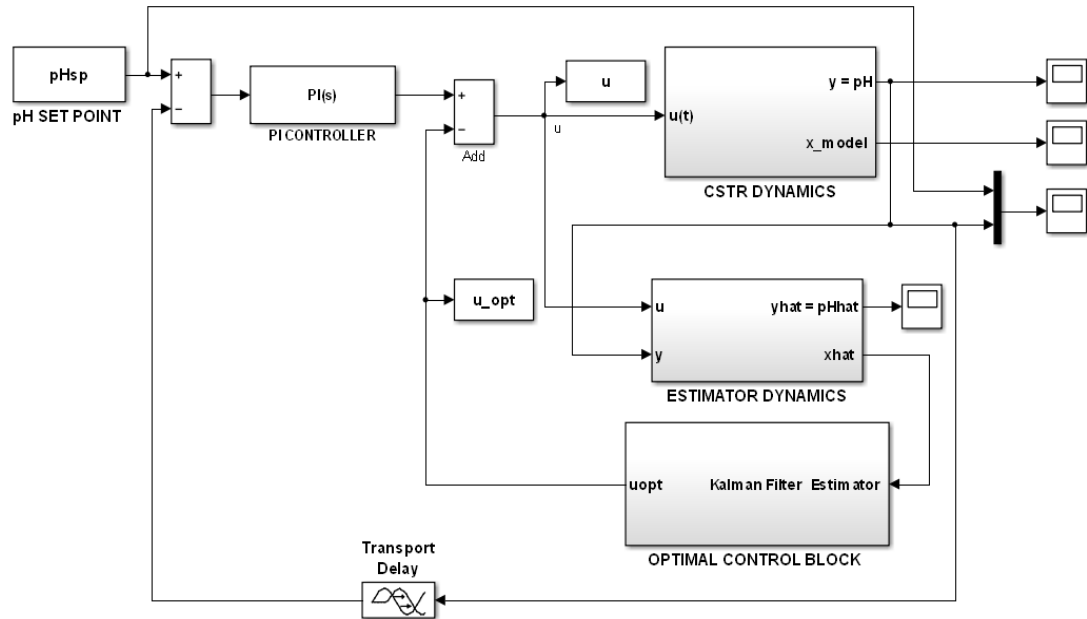 pHsp
pH SET POINT
+
−
PI(s)
PI CONTROLLER
+
−
Add
u
u
u(t)
y = pH
x_model
CSTR DYNAMICS
u_opt
u
y
yhat = pHhat
xhat
ESTIMATOR DYNAMICS
uopt
Kalman Filter Estimator
OPTIMAL CONTROL BLOCK
Transport
Delay